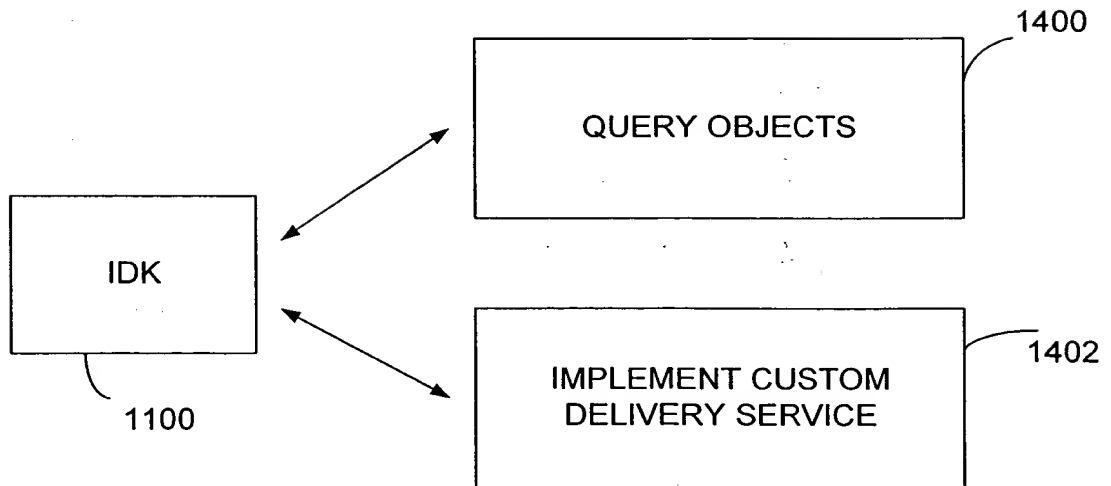 1400
QUERY OBJECTS
IDK
1100
1402
IMPLEMENT CUSTOM
DELIVERY SERVICE